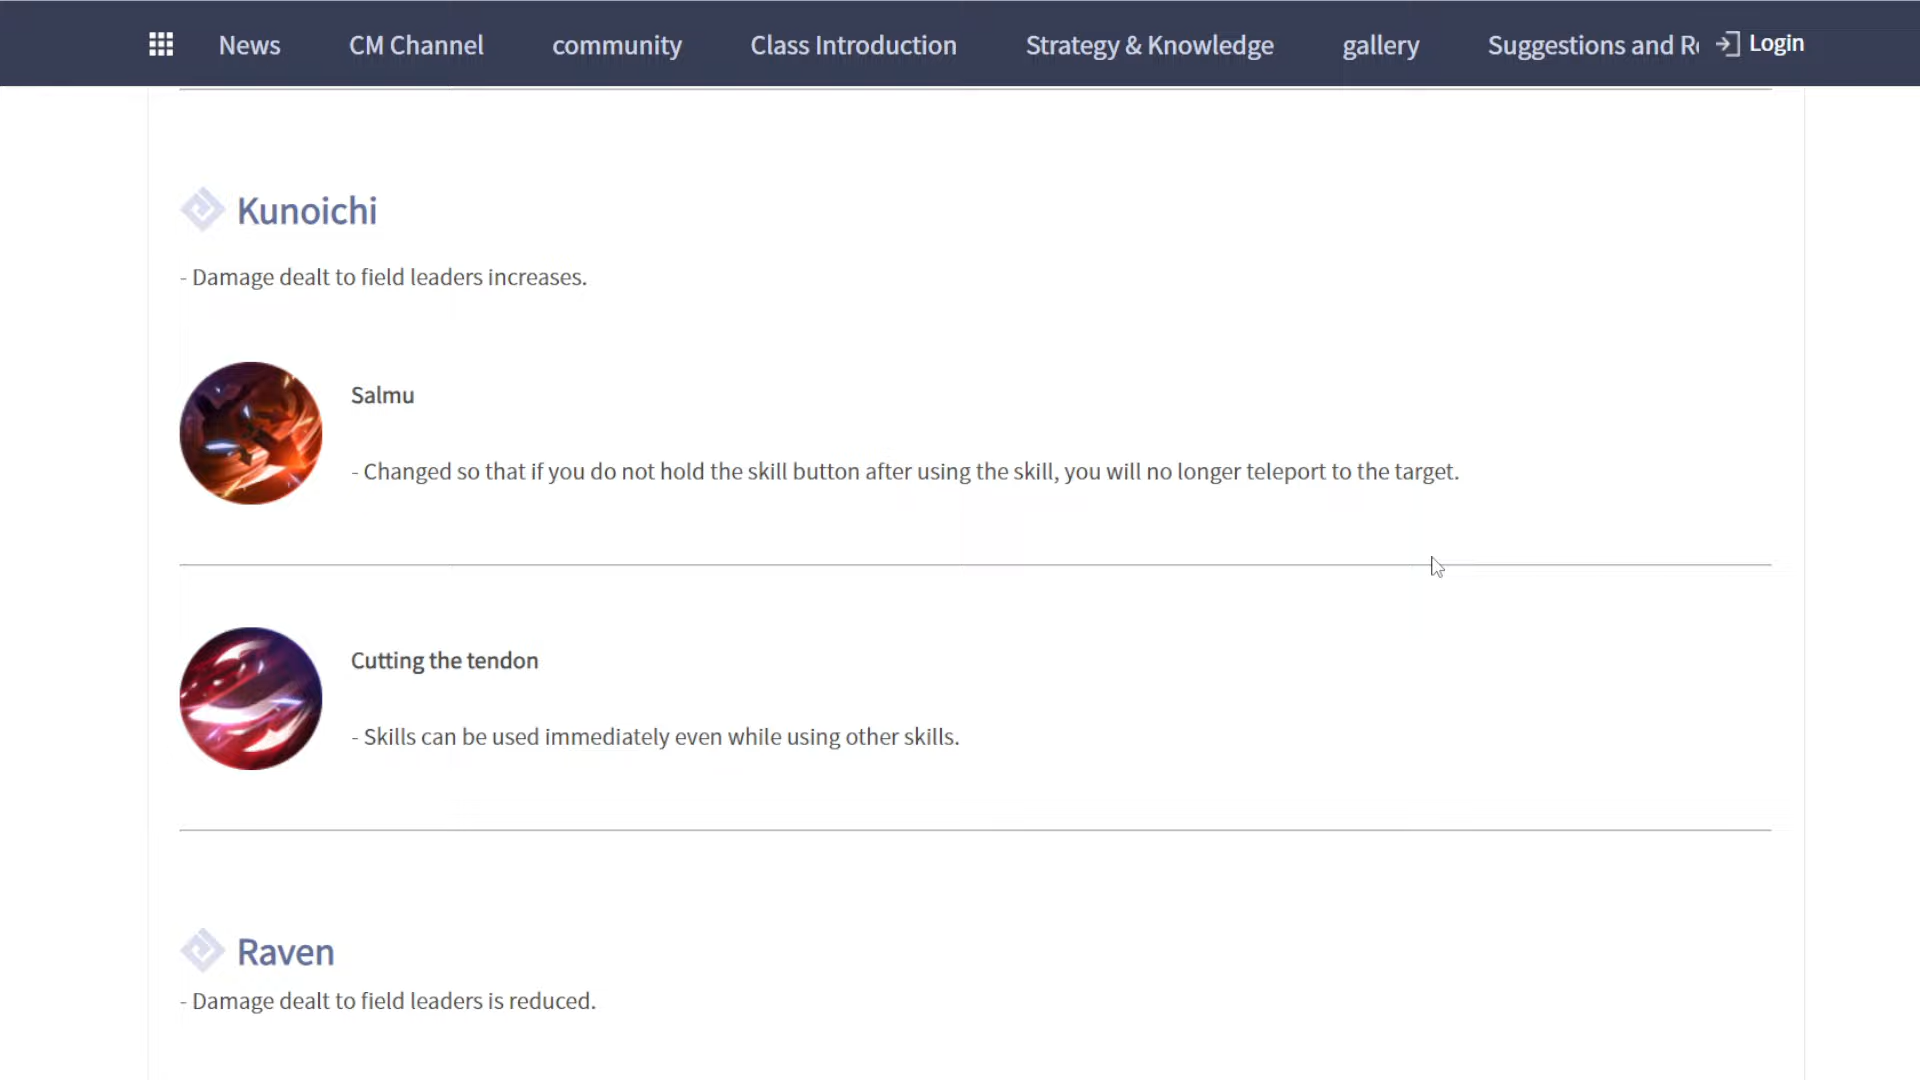 News CM Channel community Class Introduction Strategy & Knowledge gallery Suggestions and Login
Kunoichi
- Damage dealt to field leaders increases.
Salmu
- Changed so that if you do not hold the skill button after using the skill, you will no longer teleport to the target.
Cutting the tendon
- Skills can be used immediately even while using other skills.
Raven
- Damage dealt to field leaders is reduced.